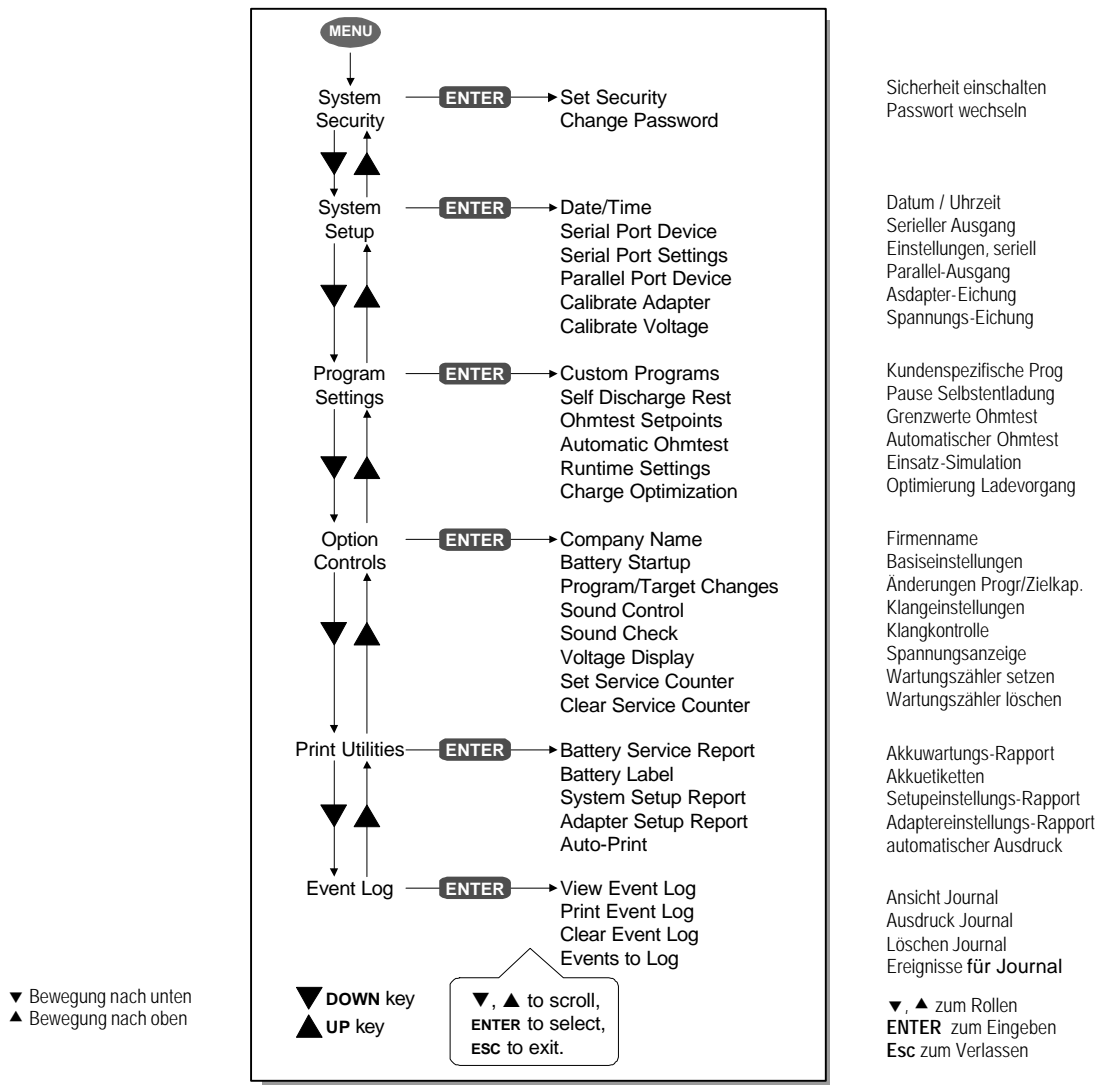 MENU
System Security
ENTER
Set Security
Change Password
Sicherheit einschalten
Passwort wechseln
System Setup
ENTER
Date/Time
Serial Port Device
Serial Port Settings
Parallel Port Device
Calibrate Adapter
Calibrate Voltage
Datum / Uhrzeit
Serieller Ausgang
Einstellungen, seriell
Parallel-Ausgang
Asdapter-Eichung
Spannungs-Eichung
Program Settings
ENTER
Custom Programs
Self Discharge Rest
Ohmtest Setpoints
Automatic Ohmtest
Runtime Settings
Charge Optimization
Kundenspezifische Prog
Pause Selbstentladung
Grenzwerte Ohmtest
Automatischer Ohmtest
Einsatz-Simulation
Optimierung Ladevorgang
Option Controls
ENTER
Company Name
Battery Startup
Program/Target Changes
Sound Control
Sound Check
Voltage Display
Set Service Counter
Clear Service Counter
Firmenname
Basiseinstellungen
Änderungen Progr/Zielkap.
Klangeinstellungen
Klangkontrolle
Spannungsanzeige
Wartungszähler setzen
Wartungszähler löschen
Print Utilities
ENTER
Battery Service Report
Battery Label
System Setup Report
Adapter Setup Report
Auto-Print
Akkuwartungs-Rapport
Akkuetiketten
Setupeinstellungs-Rapport
Adaptereinstellungs-Rapport
automatischer Ausdruck
Event Log
ENTER
View Event Log
Print Event Log
Clear Event Log
Events to Log
Ansicht Journal
Ausdruck Journal
Löschen Journal
Ereignisse für Journal
▼ Bewegung nach unten
▲ Bewegung nach oben
▼ DOWN key
▲ UP key
▼, ▲ to scroll,
ENTER to select,
ESC to exit.
▼, ▲ zum Rollen
ENTER zum Eingeben
Esc zum Verlassen